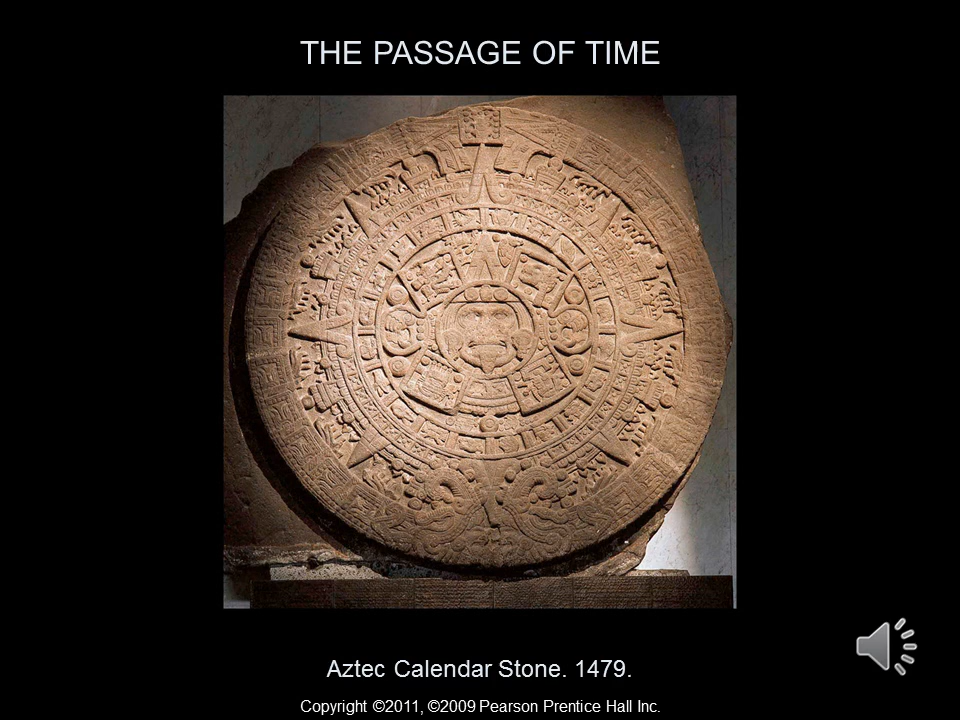 THE PASSAGE OF TIME
Aztec Calendar Stone. 1479.
Copyright ©2011, ©2009 Pearson Prentice Hall Inc.